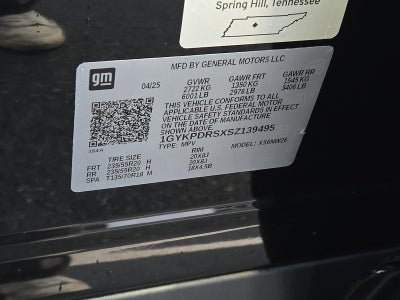 Spring Hill, Tennessee
gm
MFD BY GENERAL MOTORS LLC
04/25 GVWR GAWR FRT GAWR RR
2722 KG 1350 KG 1545 KG
6001 LB 2976 LB 3406 LB
THIS VEHICLE CONFORMS TO ALL
APPLICABLE U.S. FEDERAL MOTOR
VEHICLE SAFETY STANDARDS IN EFFECT
ON THE DATE OF MANUFACTURE
SHOWN ABOVE.
1GYKPDRSXSZ139495
TYPE: MPV MODEL: XS6NM26
TIRE SIZE RIM
FRT 235/55R20 H 20X8J
RR 235/55R20 H 20X8J
SPA T135/70R18 M 18X4.5B